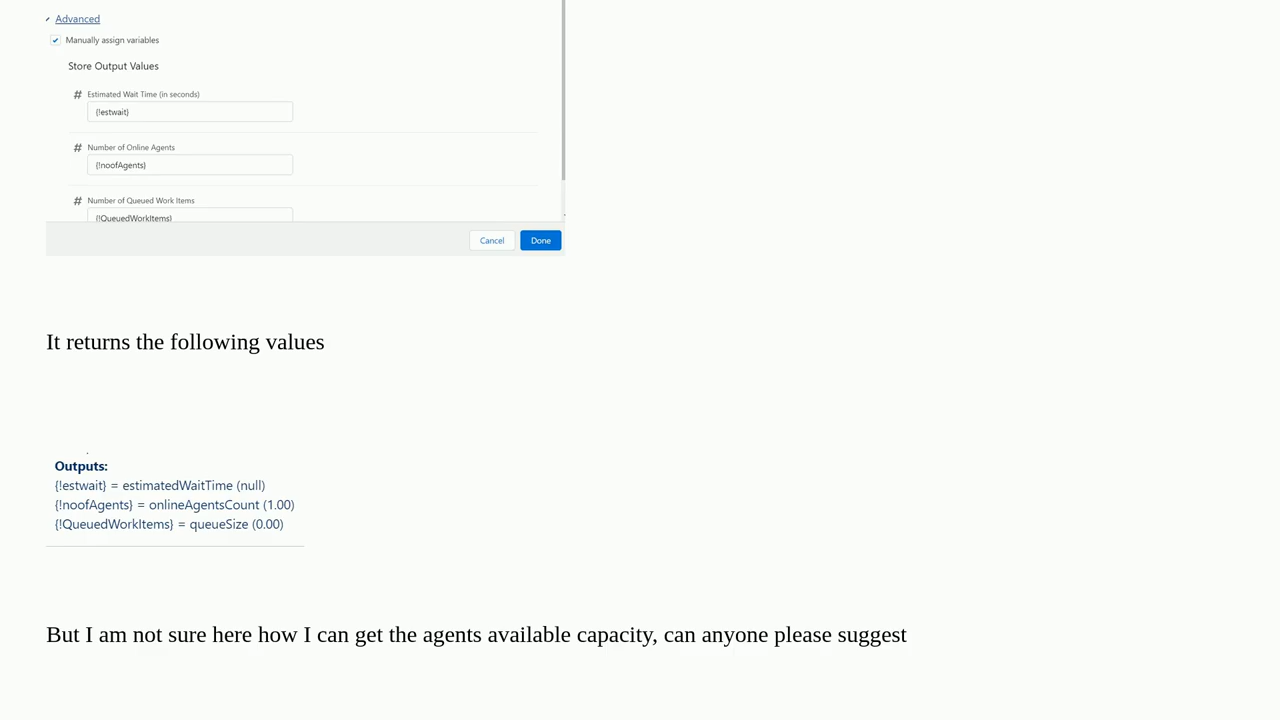 Advanced
Manually assign variables
Store Output Values
# Estimated Wait Time (in seconds)
{!estwait}
# Number of Online Agents
{!noofAgents}
# Number of Queued Work Items
{!QueuedWorkItems}
Cancel Done
It returns the following values
Outputs:
{!estwait} = estimatedWaitTime (null)
{!noofAgents} = onlineAgentsCount (1.00)
{!QueuedWorkItems} = queueSize (0.00)
But I am not sure here how I can get the agents available capacity, can anyone please suggest